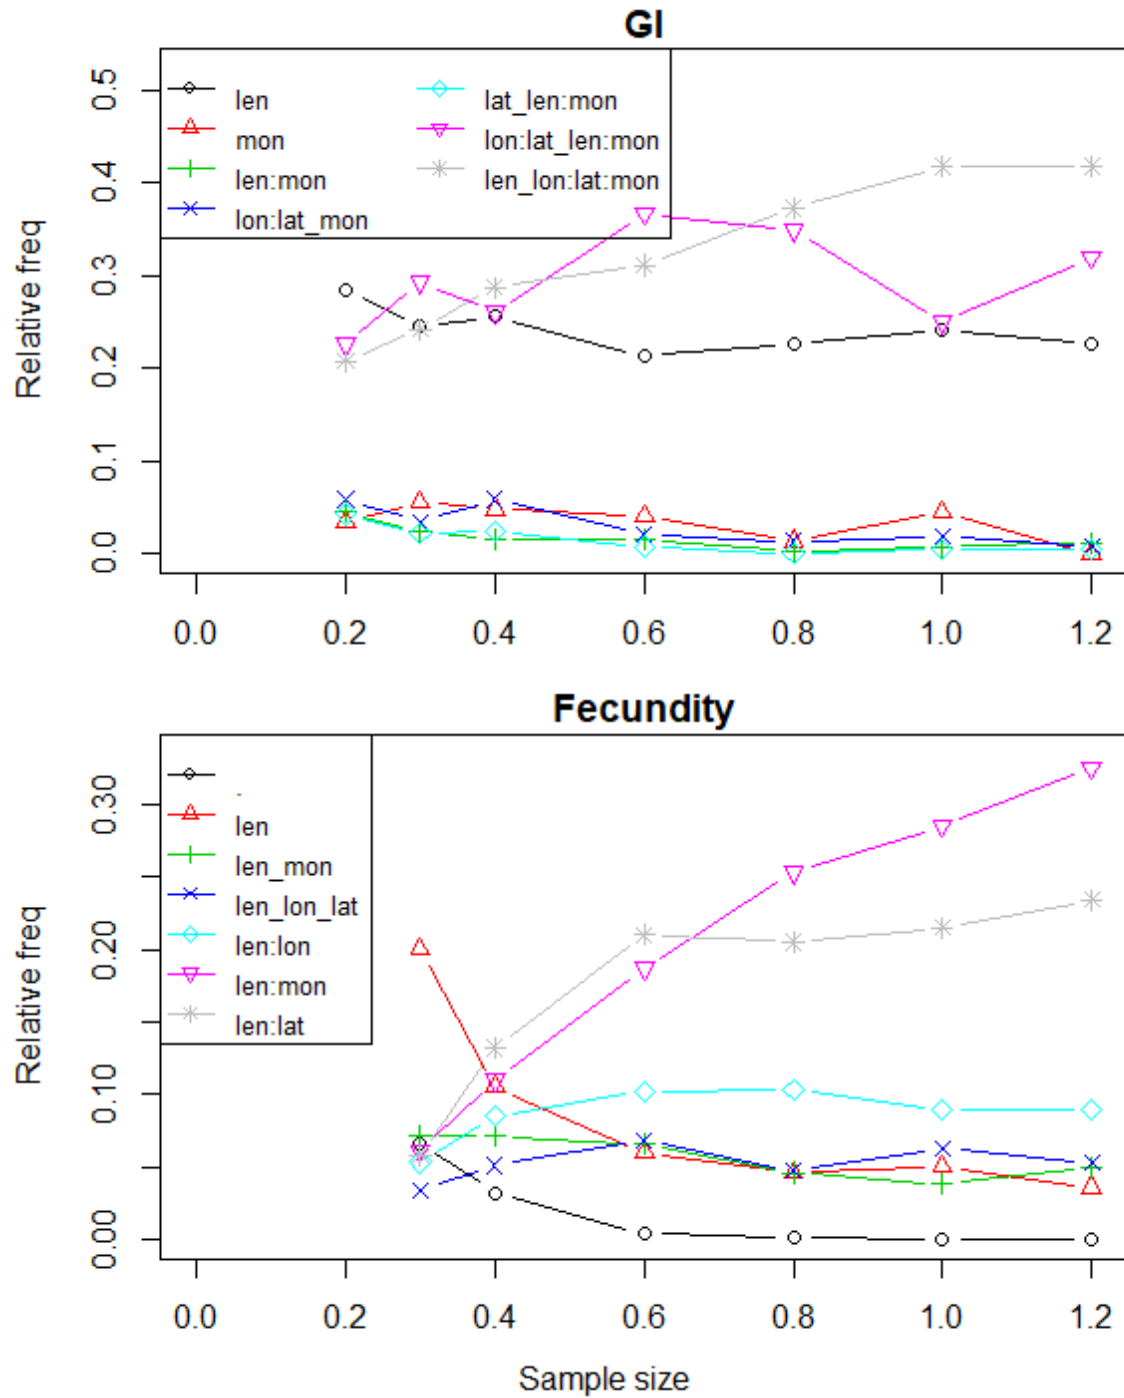 GI
Relative freq
0.5
0.4
0.3
0.2
0.1
0.0
len
mon
len:mon
lon:lat_mon
lat_len:mon
lon:lat_len:mon
len_lon:lat:mon
0.0 0.2 0.4 0.6 0.8 1.0 1.2
Fecundity
Relative freq
0.30
0.20
0.10
0.00
.
len
len_mon
len_lon_lat
len:lon
len:mon
len:lat
0.0 0.2 0.4 0.6 0.8 1.0 1.2
Sample size